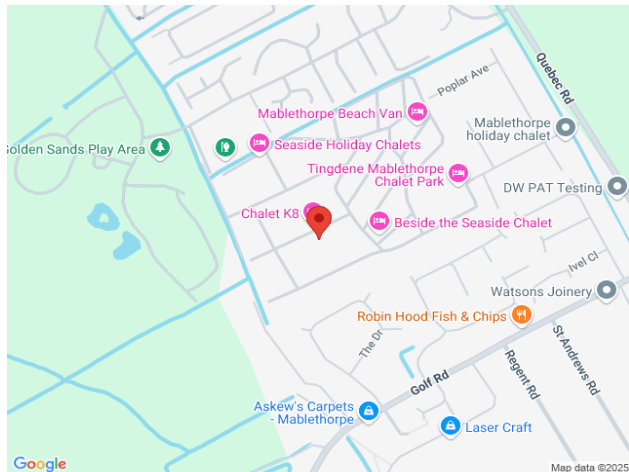 Poplar Ave
Quebec Rd
Mablethorpe Beach Van
Mablethorpe
holiday chalet
Golden Sands Play Area
Seaside Holiday Chalets
Tingdene Mablethorpe
Chalet Park
DW PAT Testing
Chalet K8
Beside the Seaside Chalet
Ivel Cl
Watsons Joinery
Robin Hood Fish & Chips
The Dr
St Andrews Rd
Regent Rd
Golf Rd
Askew's Carpets
- Mablethorpe
Laser Craft
Google
Map data ©2025